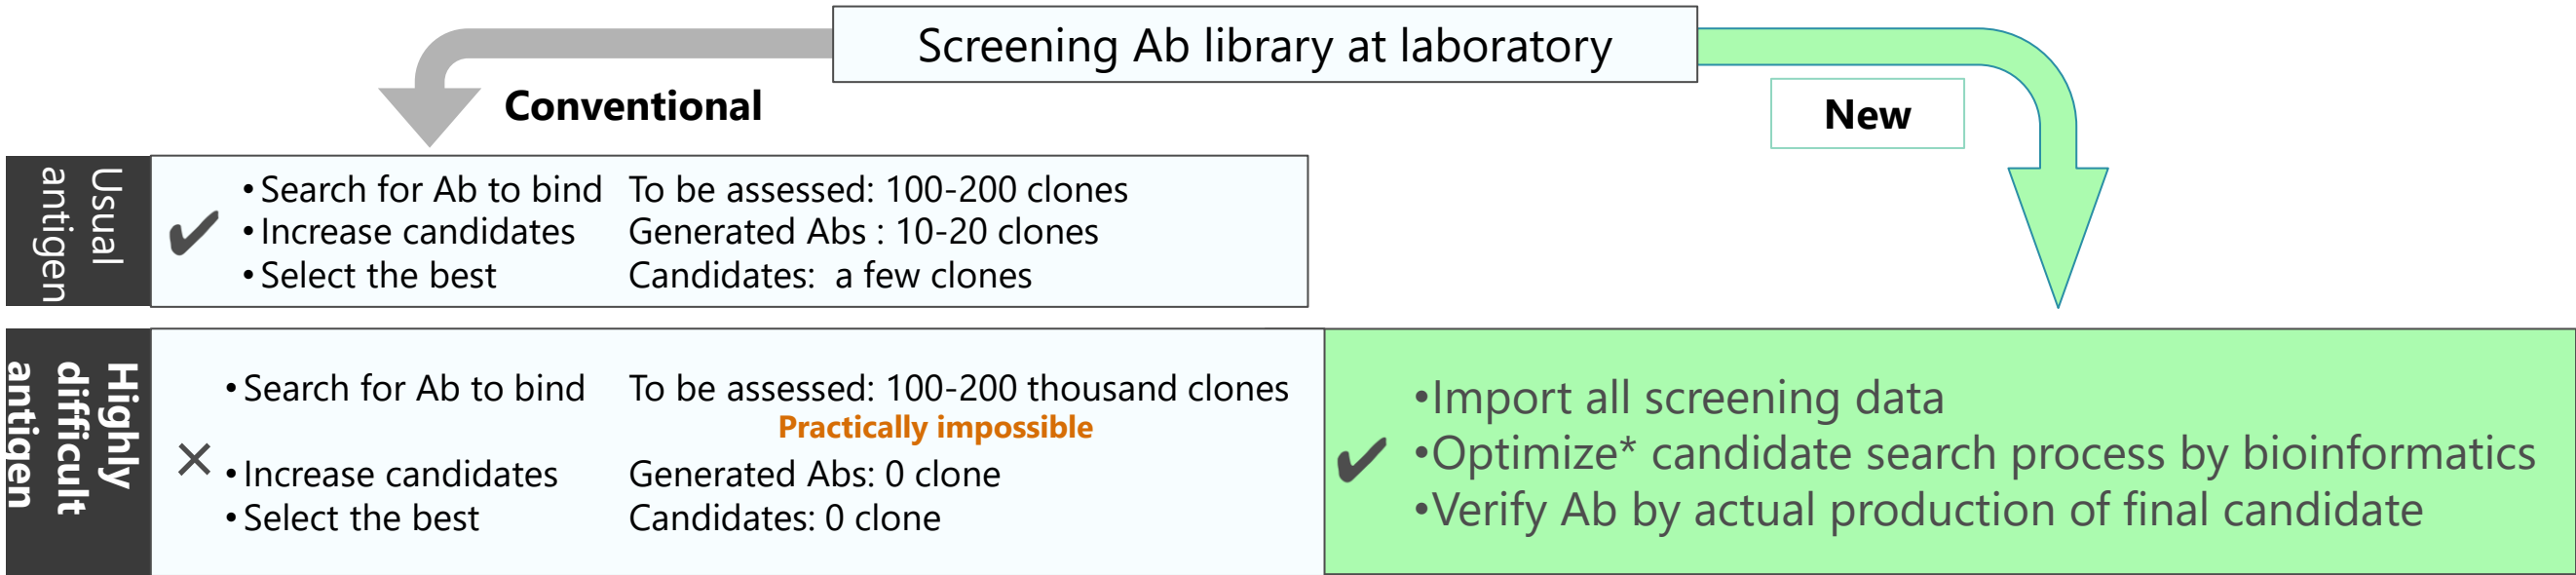 Screening Ab library at laboratory
Conventional
New
Usual
antigen
✔
•Search for Ab to bind To be assessed: 100-200 clones
•Increase candidates Generated Abs : 10-20 clones
•Select the best Candidates: a few clones
Highly
difficult
antigen
×
•Search for Ab to bind To be assessed: 100-200 thousand clones
Practically impossible
•Increase candidates Generated Abs: 0 clone
•Select the best Candidates: 0 clone
✔
•Import all screening data
•Optimize* candidate search process by bioinformatics
•Verify Ab by actual production of final candidate